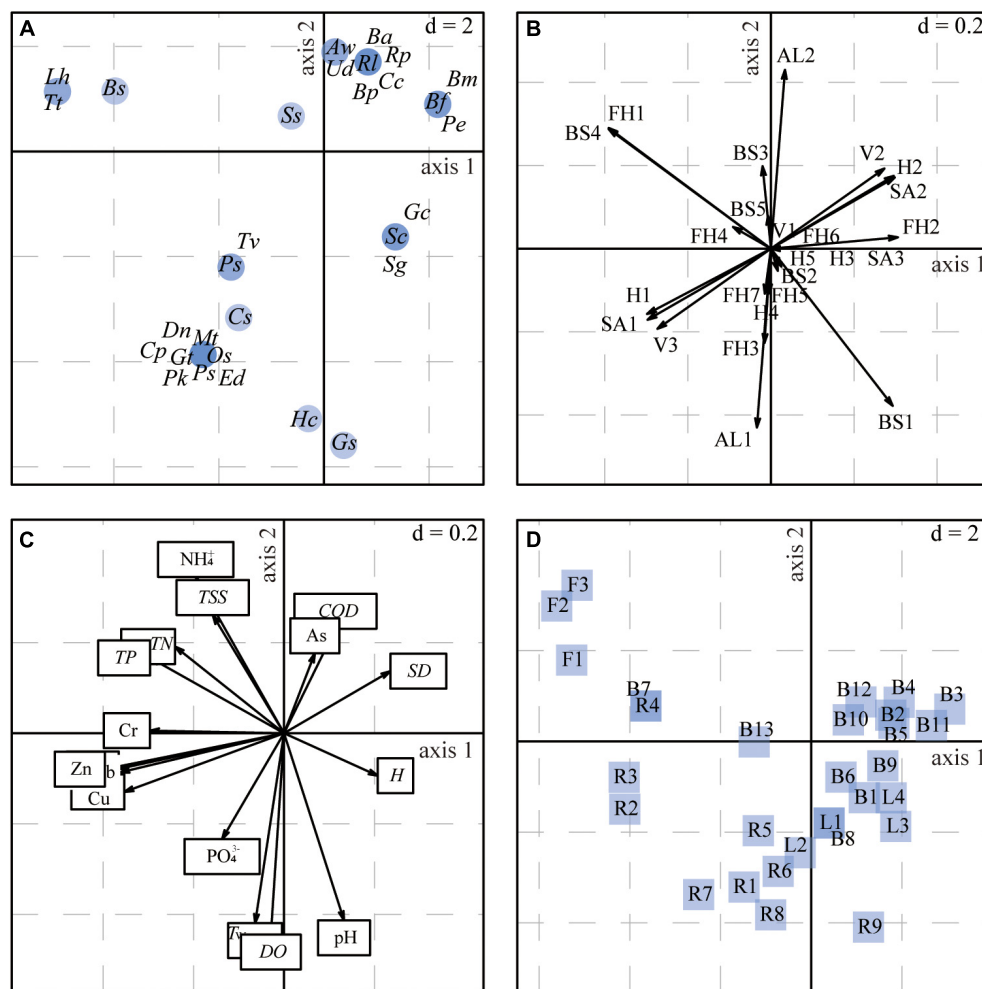 A
axis 2
d = 2
Lh
Tt
Bs
Ss
Aw
Ud
Ba
Rl
Rp
Bp
Cc
Bm
Bf
Pe
axis 1
Gc
Sc
Sg
Tv
Ps
Cs
Dn
Mt
Cp
Gt
Os
Pk
Ps
Ed
Hc
Gs
B
axis 2
d = 0.2
AL2
FH1
BS4
BS3
V2
H2
SA2
BS5
FH4
V1
FH6
FH2
H5
H3
SA3
axis 1
BS2
H1
SA1
V3
FH7
FH5
H4
FH3
AL1
BS1
C
axis 2
d = 0.2
NH₄⁺
TSS
COD
As
TN
TP
SD
Cr
axis 1
Zn
b
H
Cu
PO₄³⁻
DO
pH
D
axis 2
d = 2
F3
F2
F1
B7
R4
B12
B4
B3
B10
B2
B11
B5
B13
axis 1
R3
B6
B9
R2
B1
L4
R5
L1
B8
L3
L2
R6
R7
R1
R8
R9